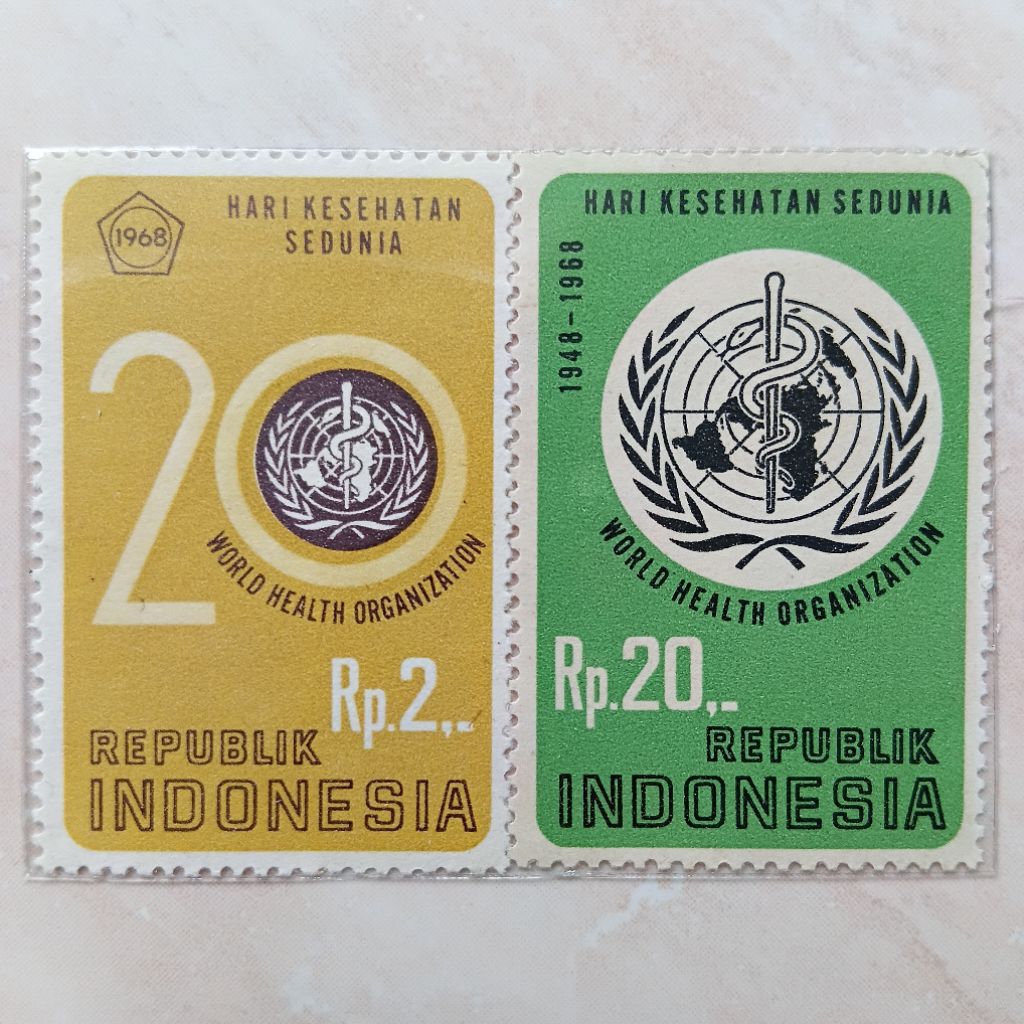 1968
HARI KESEHATAN
SEDUNIA
20
WORLD HEALTH ORGANIZATION
Rp.2,-
REPUBLIK
INDONESIA
HARI KESEHATAN SEDUNIA
1948-1968
WORLD HEALTH ORGANIZATION
Rp.20,-
REPUBLIK
INDONESIA